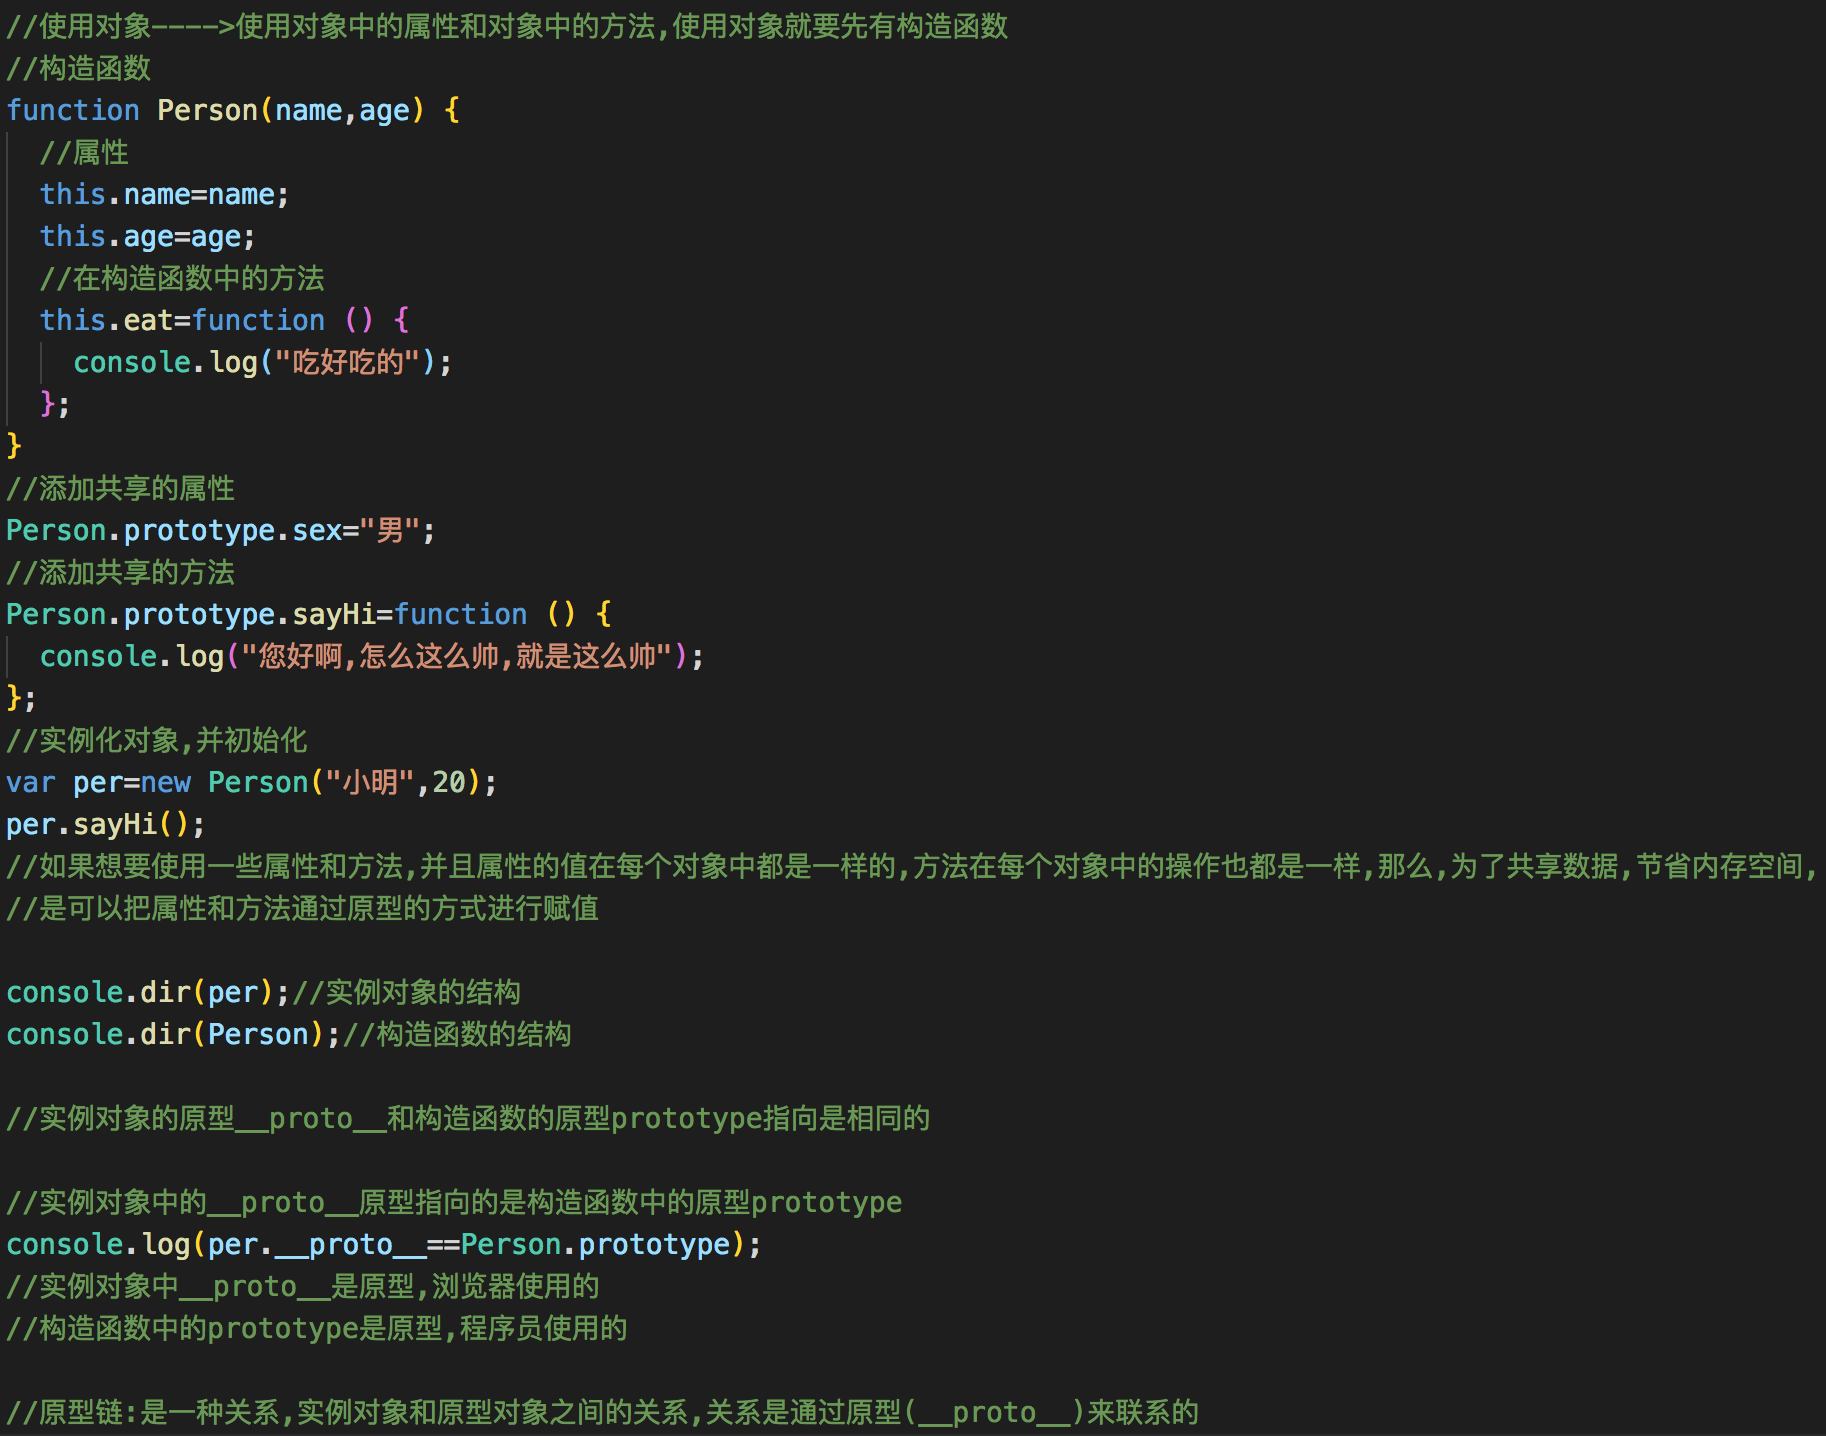 //使用对象---->使用对象中的属性和对象中的方法,使用对象就要先有构造函数
//构造函数
function Person(name,age) {
//属性
this.name=name;
this.age=age;
//在构造函数中的方法
this.eat=function () {
console.log("吃好吃的");
};
}
//添加共享的属性
Person.prototype.sex="男";
//添加共享的方法
Person.prototype.sayHi=function () {
console.log("您好啊,怎么这么帅,就是这么帅");
};
//实例化对象,并初始化
var per=new Person("小明",20);
per.sayHi();
//如果想要使用一些属性和方法,并且属性的值在每个对象中都是一样的,方法在每个对象中的操作也都是一样,那么,为了共享数据,节省内存空间,
//是可以把属性和方法通过原型的方式进行赋值
console.dir(per);//实例对象的结构
console.dir(Person);//构造函数的结构
//实例对象的原型__proto__和构造函数的原型prototype指向是相同的
//实例对象中的__proto__原型指向的是构造函数中的原型prototype
console.log(per.__proto__==Person.prototype);
//实例对象中__proto__是原型,浏览器使用的
//构造函数中的prototype是原型,程序员使用的
//原型链:是一种关系,实例对象和原型对象之间的关系,关系是通过原型(__proto__)来联系的